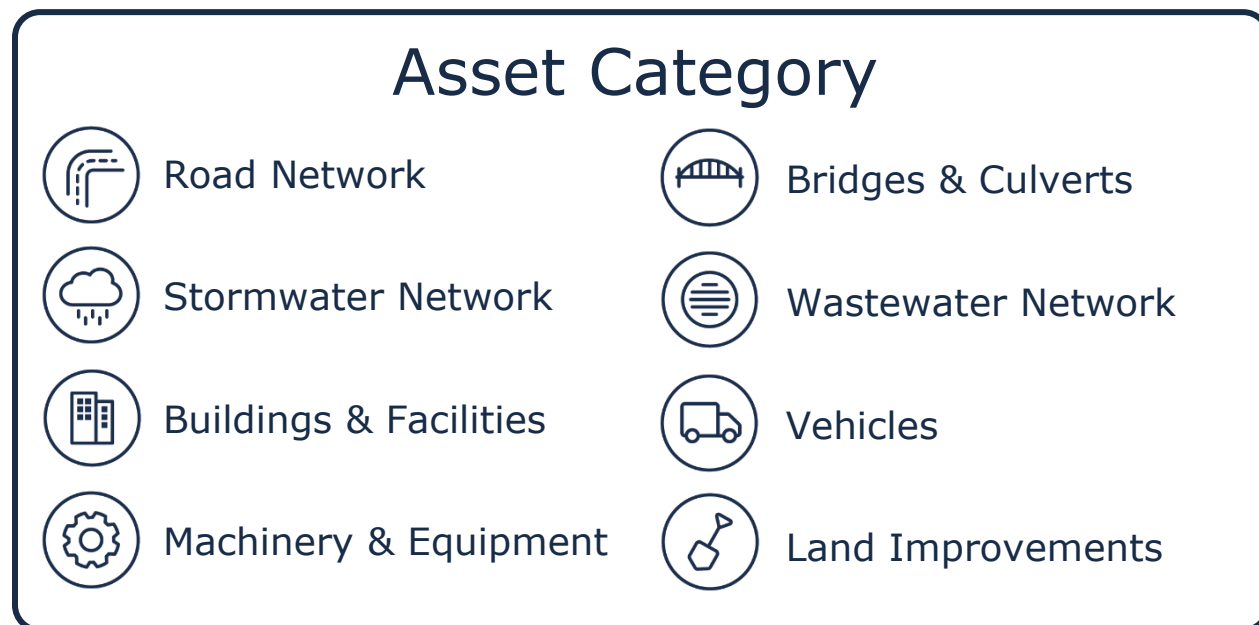 Asset Category
Road Network
Bridges & Culverts
Stormwater Network
Wastewater Network
Buildings & Facilities
Vehicles
Machinery & Equipment
Land Improvements